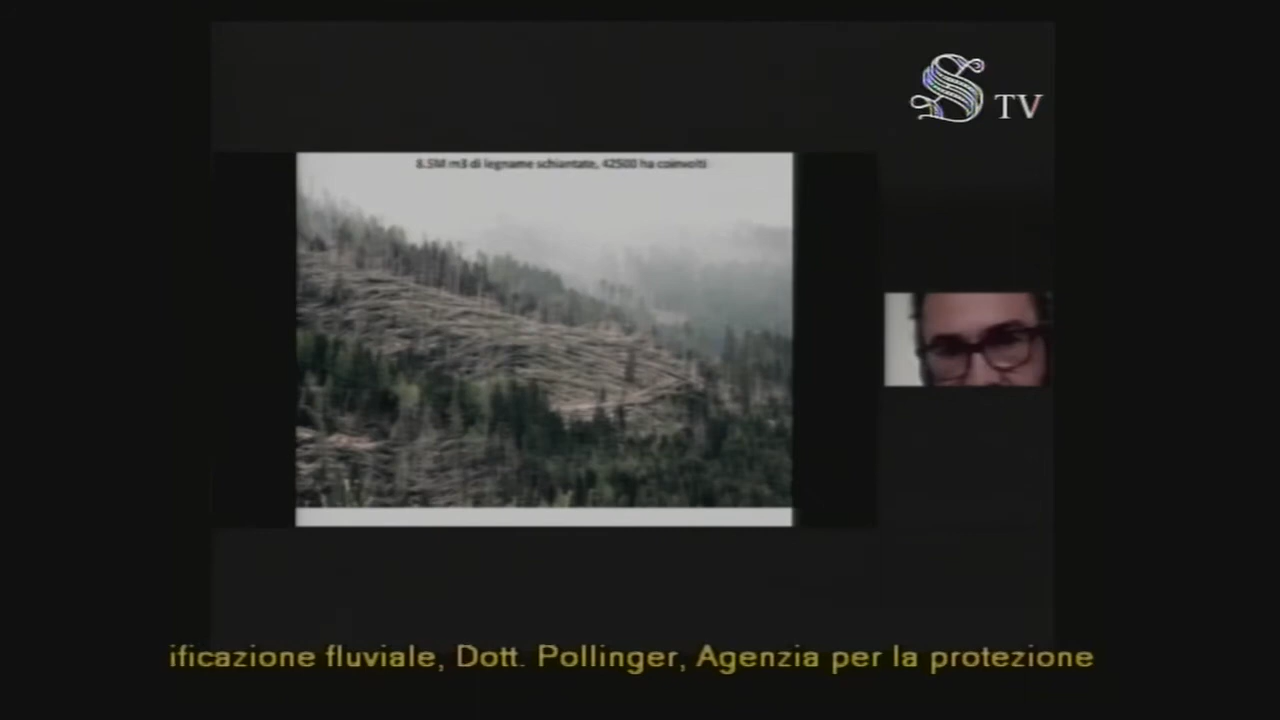 S TV
8.5M m3 di legname schiantate, 42500 ha coinvolti
ificazione fluviale, Dott. Pollinger, Agenzia per la protezione